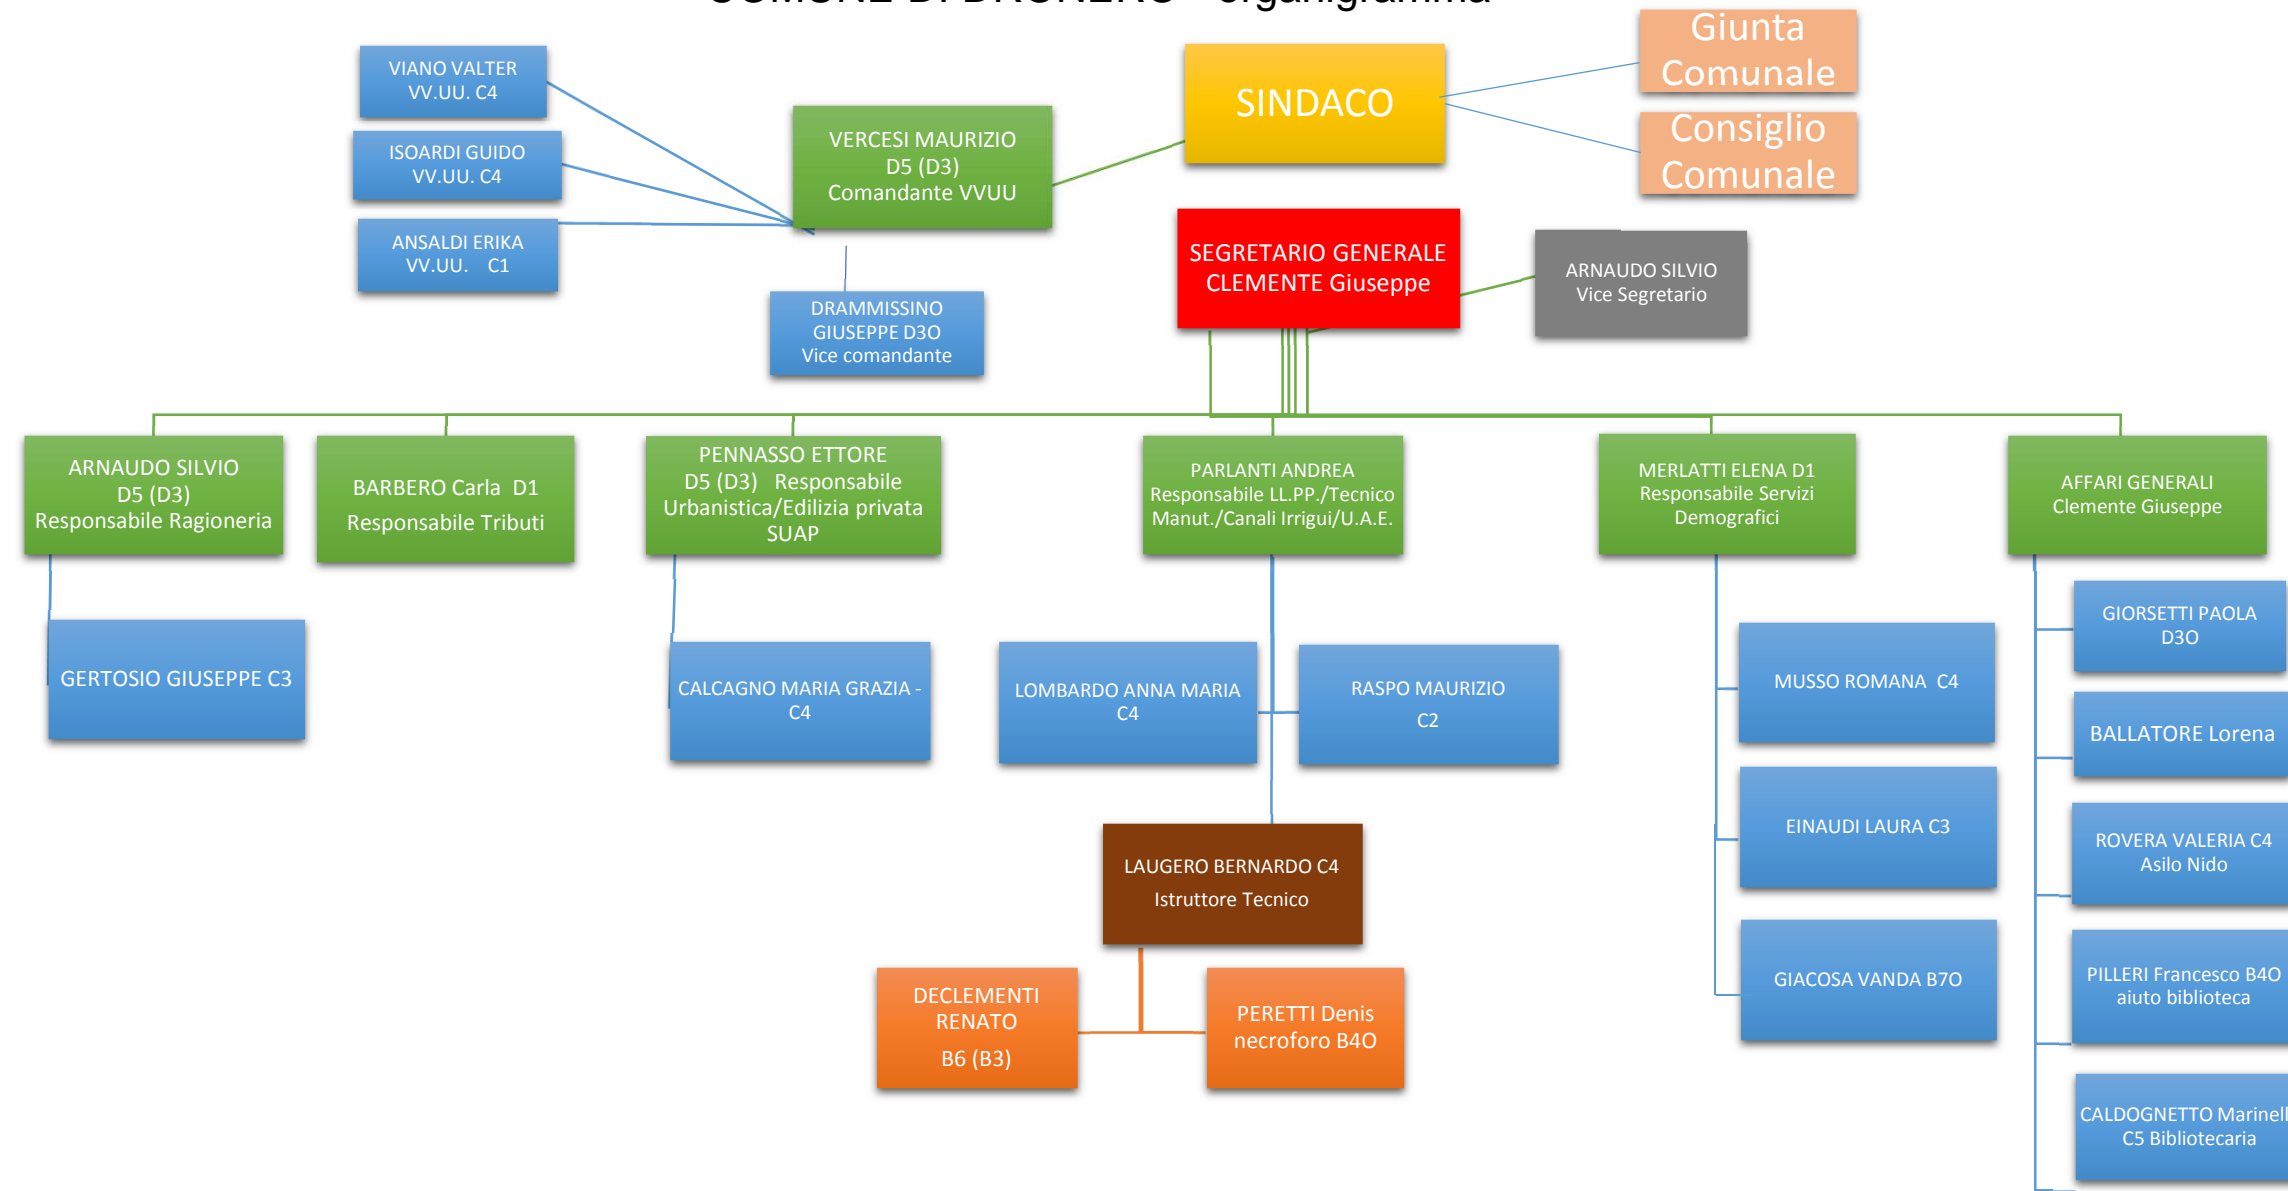 COMUNE DI DRONERO - organigramma
VIANO VALTER
VV.UU. C4
ISOARDI GUIDO
VV.UU. C4
ANSALDI ERIKA
VV.UU. C1
VERCESI MAURIZIO
D5 (D3)
Comandante VVUU
DRAMMISSINO
GIUSEPPE D3O
Vice comandante
SINDACO
Giunta
Comunale
Consiglio
Comunale
SEGRETARIO GENERALE
CLEMENTE Giuseppe
ARNAUDO SILVIO
Vice Segretario
ARNAUDO SILVIO
D5 (D3)
Responsabile Ragioneria
BARBERO Carla D1
Responsabile Tributi
PENNASSO ETTORE
D5 (D3) Responsabile
Urbanistica/Edilizia privata
SUAP
PARLANTI ANDREA
Responsabile LL.PP./Tecnico
Manut./Canali Irrigui/U.A.E.
MERLATTI ELENA D1
Responsabile Servizi
Demografici
AFFARI GENERALI
Clemente Giuseppe
GERTOSIO GIUSEPPE C3
CALCAGNO MARIA GRAZIA -
C4
LOMBARDO ANNA MARIA
C4
RASPO MAURIZIO
C2
LAUGERO BERNARDO C4
Istruttore Tecnico
DECLEMENTI
RENATO
B6 (B3)
PERETTI Denis
necroforo B4O
MUSSO ROMANA C4
EINAUDI LAURA C3
GIACOSA VANDA B7O
GIORSETTI PAOLA
D3O
BALLATORE Lorena
ROVERA VALERIA C4
Asilo Nido
PILLERI Francesco B4O
aiuto biblioteca
CALDOGNETTO Marinell
C5 Bibliotecaria